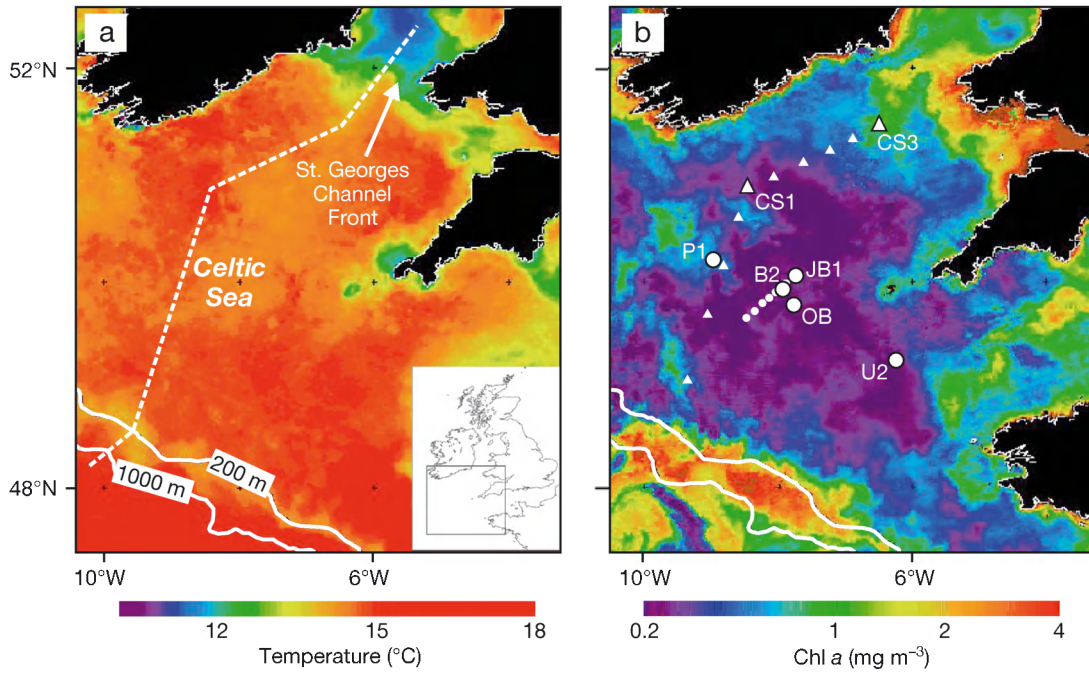 a
52°N
St. Georges
Channel
Front
Celtic
Sea
200 m
1000 m
48°N
10°W
6°W
12
15
18
Temperature (°C)
b
CS3
CS1
P1
B2
JB1
OB
U2
10°W
6°W
0.2
1
2
4
Chl a (mg m⁻³)